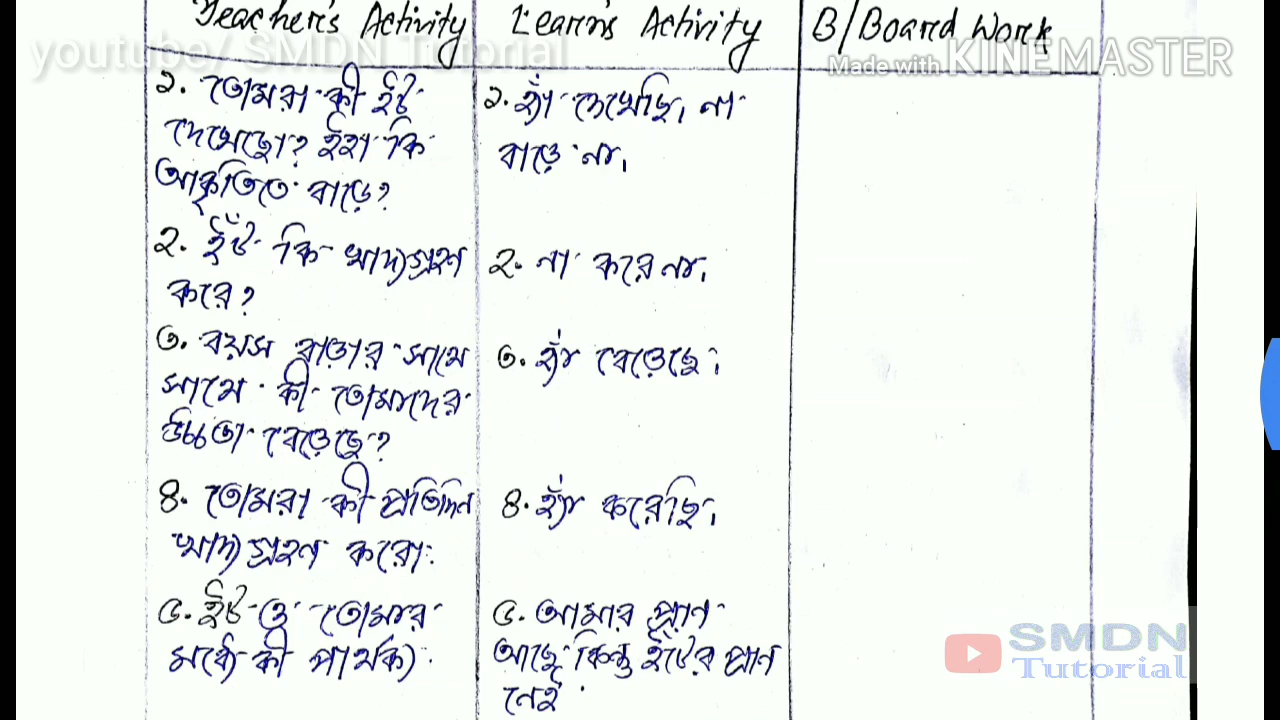 Teacher's Activity
Learn's Activity
B/Board Work
youtube/ SMDN Tutorial
Made with KINEMASTER
১. তোমরা কী ইট
দেখেছো? ইহা কি
আকৃতিতে বাড়ে?
১. হ্যাঁ দেখেছি, না
বাড়ে না।
২. ইঁট কি খাদ্যগ্রহণ
করে?
২. না করে না।
৩. বয়স বাড়ার সাথে
সাথে কী তোমাদের
উচ্চতা বেড়েছে?
৩. হ্যাঁ বেড়েছে।
৪. তোমরা কী প্রতিদিন
খাদ্যগ্রহণ করো
৪. হ্যাঁ করেছি।
৫. ইট ও তোমার
মধ্যে কী পার্থক্য
৫. আমার প্রাণ
আছে কিন্তু ইটের প্রাণ
নেই
SMDN
Tutorial